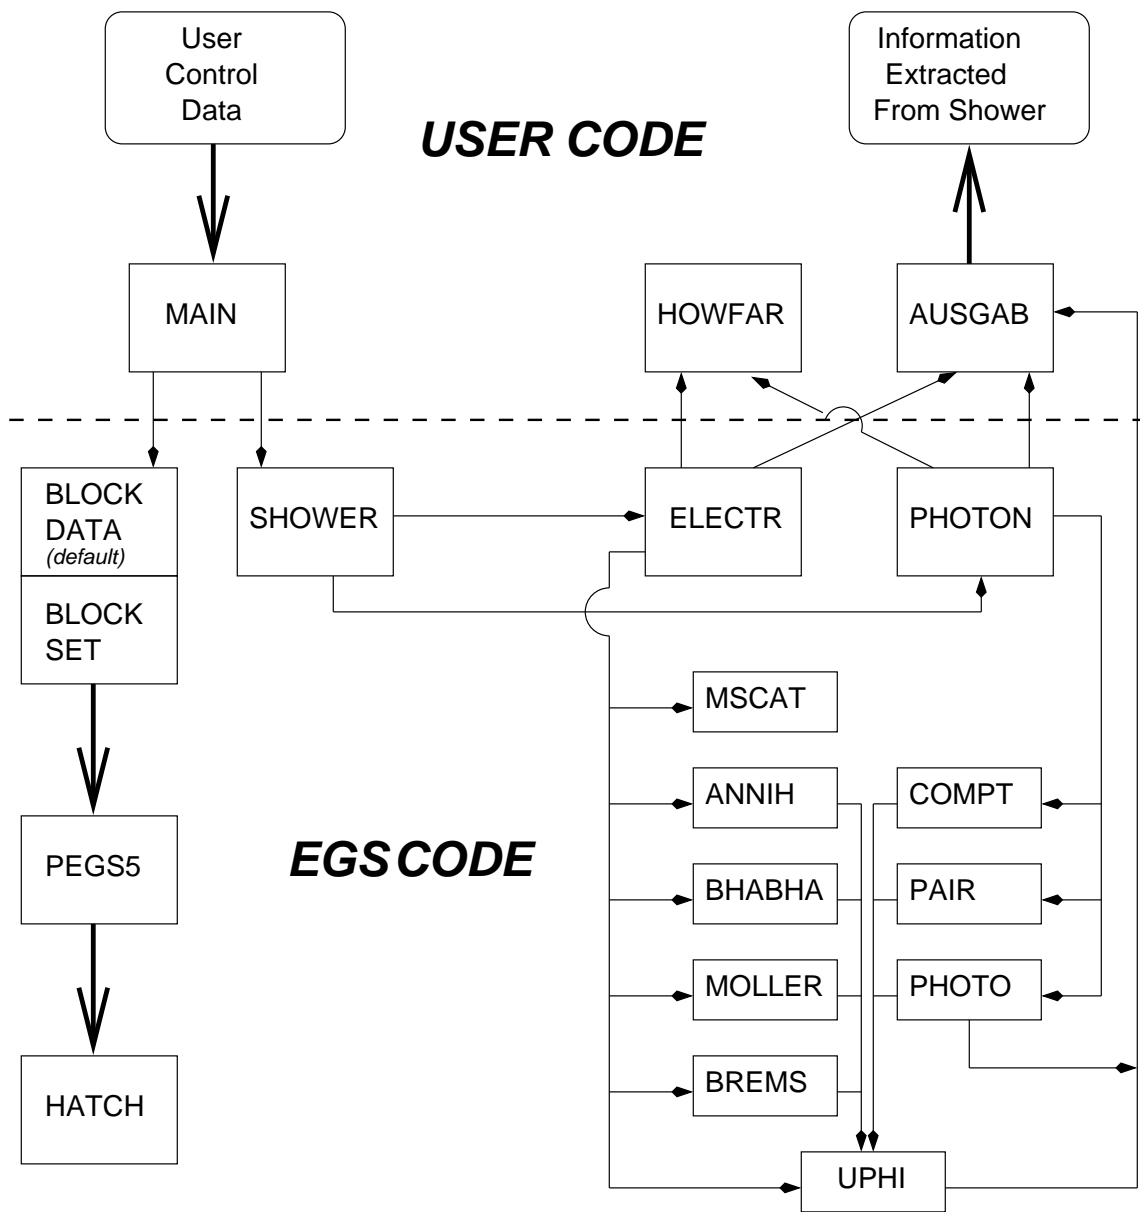 User
Control
Data
Information
Extracted
From Shower
USER CODE
MAIN
HOWFAR
AUSGAB
BLOCK
DATA
(default)
SHOWER
ELECTR
PHOTON
BLOCK
SET
MSCAT
ANNIH
COMPT
PEGS5
EGS CODE
BHABHA
PAIR
MOLLER
PHOTO
HATCH
BREMS
UPHI